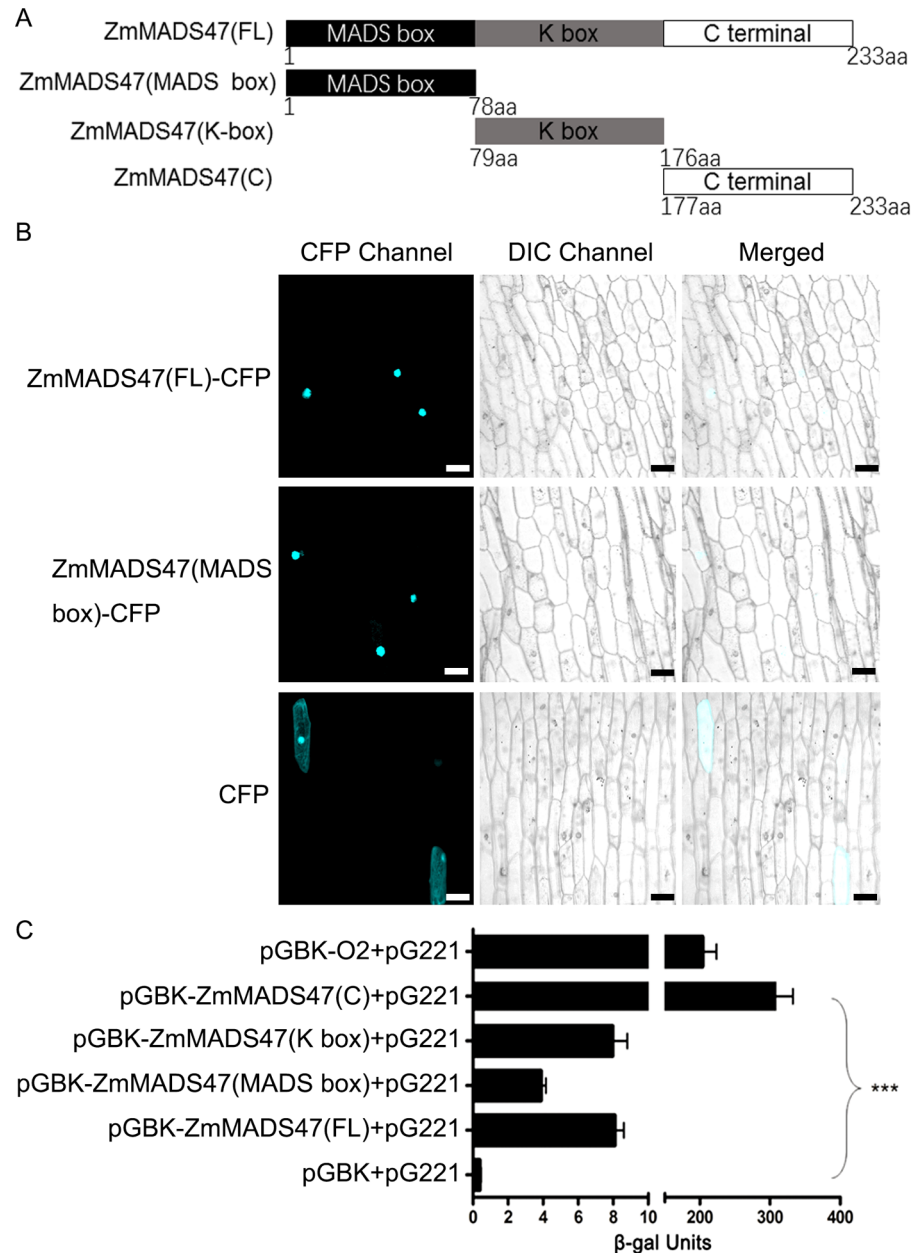 A
ZmMADS47(FL) MADS box K box C terminal
1 233aa
ZmMADS47(MADS box) MADS box
1 78aa
ZmMADS47(K-box) K box
79aa 176aa
ZmMADS47(C) C terminal
177aa 233aa
B
CFP Channel DIC Channel Merged
ZmMADS47(FL)-CFP
ZmMADS47(MADS
box)-CFP
CFP
C
pGBK-O2+pG221
pGBK-ZmMADS47(C)+pG221
pGBK-ZmMADS47(K box)+pG221
pGBK-ZmMADS47(MADS box)+pG221
***
pGBK-ZmMADS47(FL)+pG221
pGBK+pG221
0 2 4 6 8 10 200 300 400
β-gal Units